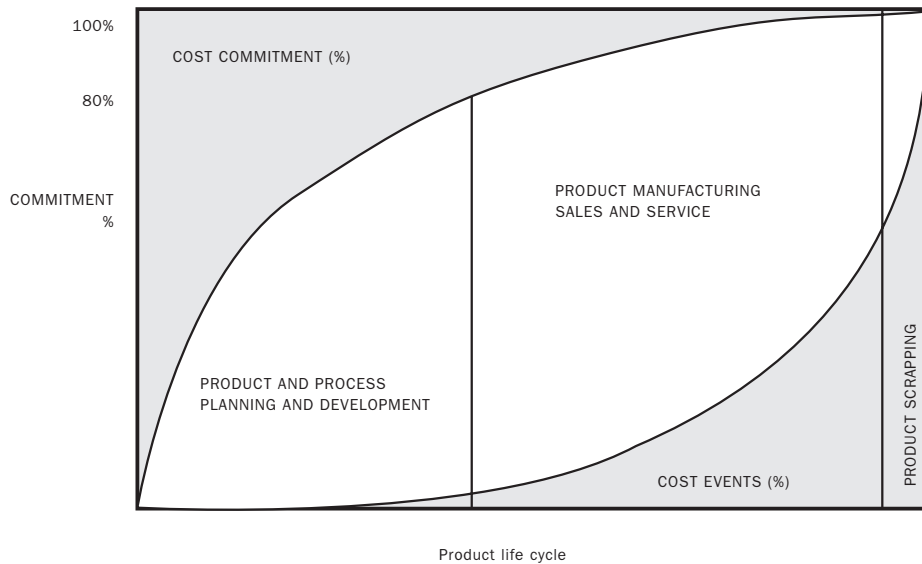 100%
COST COMMITMENT (%)
80%
COMMITMENT
%
PRODUCT MANUFACTURING
SALES AND SERVICE
PRODUCT AND PROCESS
PLANNING AND DEVELOPMENT
COST EVENTS (%)
PRODUCT SCRAPPING
Product life cycle